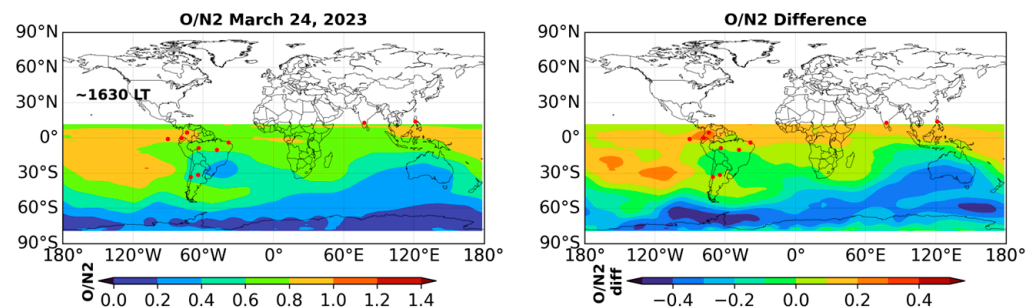 O/N2 March 24, 2023
90°N
60°N
30°N
0°
30°S
60°S
90°S
~1630 LT
180°
120°W
60°W
0°
60°E
120°E
180°
O/N2
0.0
0.2
0.4
0.6
0.8
1.0
1.2
1.4
O/N2 Difference
90°N
60°N
30°N
0°
30°S
60°S
90°S
180°
120°W
60°W
0°
60°E
120°E
180°
O/N2
diff
−0.4
−0.2
0.0
0.2
0.4